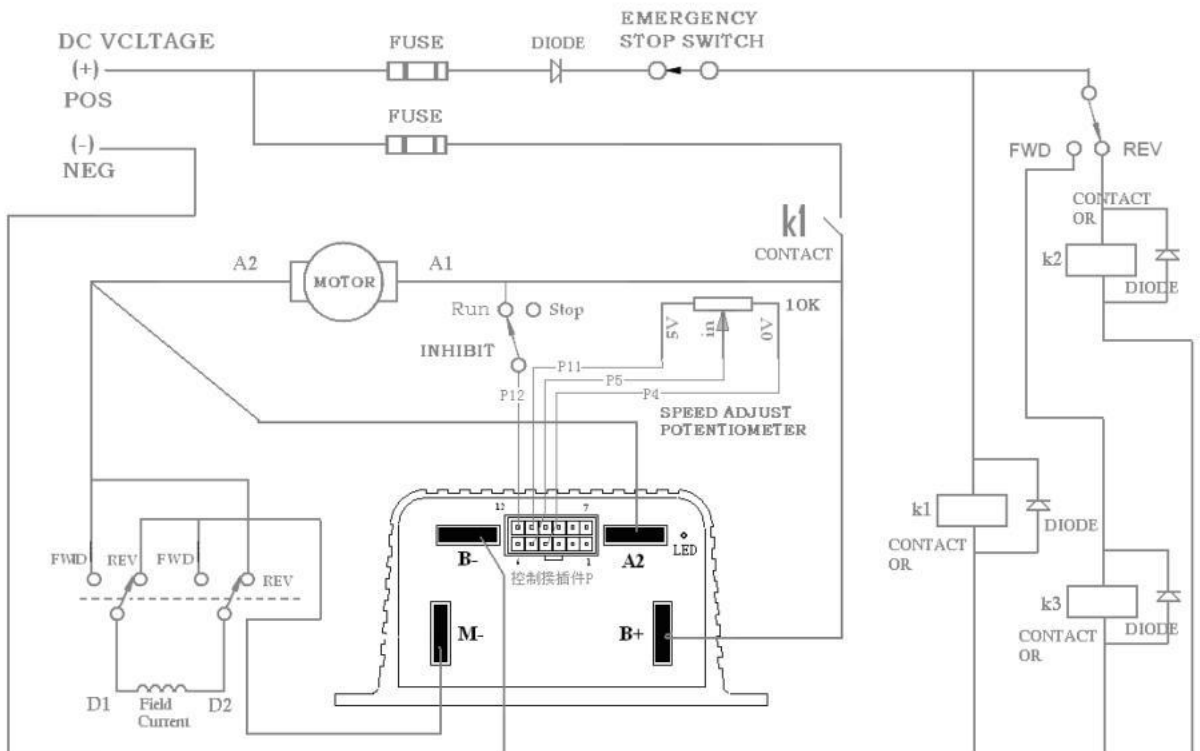 DC VCLTAGE
(+)
POS
(-)
NEG
FUSE
FUSE
DIODE
EMERGENCY
STOP SWITCH
FWD
REV
CONTACT
OR
k2
DIODE
k1
CONTACT
A2
MOTOR
A1
Run
Stop
INHIBIT
5V
in
0V
10K
P11
P5
P4
P12
SPEED ADJUST
POTENTIOMETER
7
B-
A2
LED
控制接插件P
M-
B+
FWD
REV
FWD
REV
D1
Field
Current
D2
k1
CONTACT
OR
DIODE
k3
CONTACT
OR
DIODE